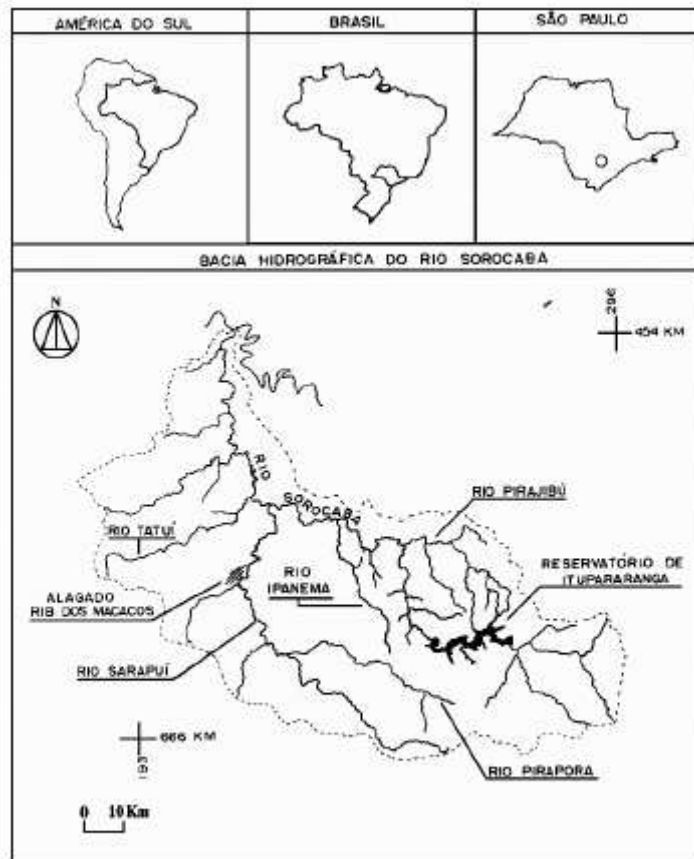 AMÉRICA DO SUL
BRASIL
SÃO PAULO
BACIA HIDROGRÁFICA DO RIO SOROCABA
N
296
454 KM
RIO
SOROCABA
RIO PIRAJIBÚ
RIO TATUÍ
RIO
IPANEMA
RESERVATÓRIO DE
ITUPARARANGA
ALAGADO
RIB. DOS MACACOS
RIO SARAPUÍ
666 KM
193
RIO PIRAPORA
0 10 Km